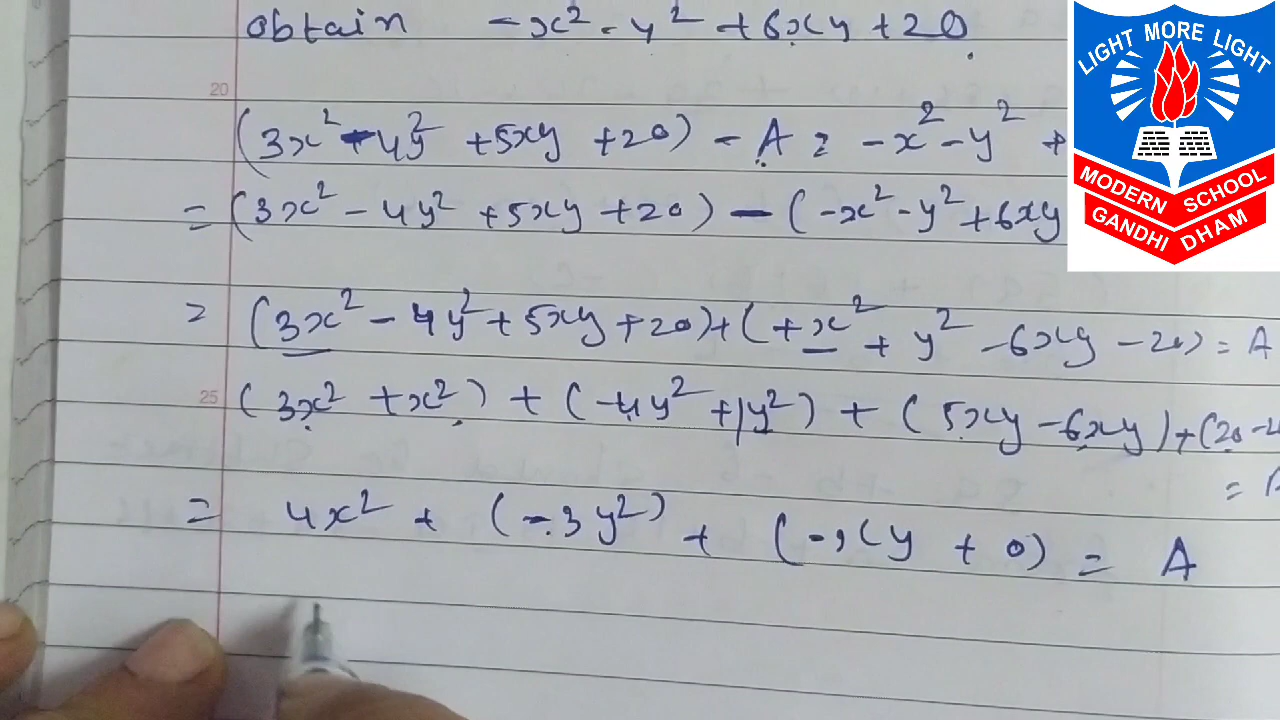 obtain -x² - y² + 6xy + 20.
20
(3x² - 4y² + 5xy + 20) - A = -x² - y² +
= (3x² - 4y² + 5xy + 20) - (-x² - y² + 6xy
= (3x² - 4y² + 5xy + 20) + (+x² + y² - 6xy - 20) = A
25
(3x² + x²) + (-4y² + 1y²) + (5xy - 6xy) + (20 - 2
=
= 4x² + (-3y²) + (-xy + 0) = A
LIGHT MORE LIGHT
MODERN SCHOOL
GANDHI DHAM